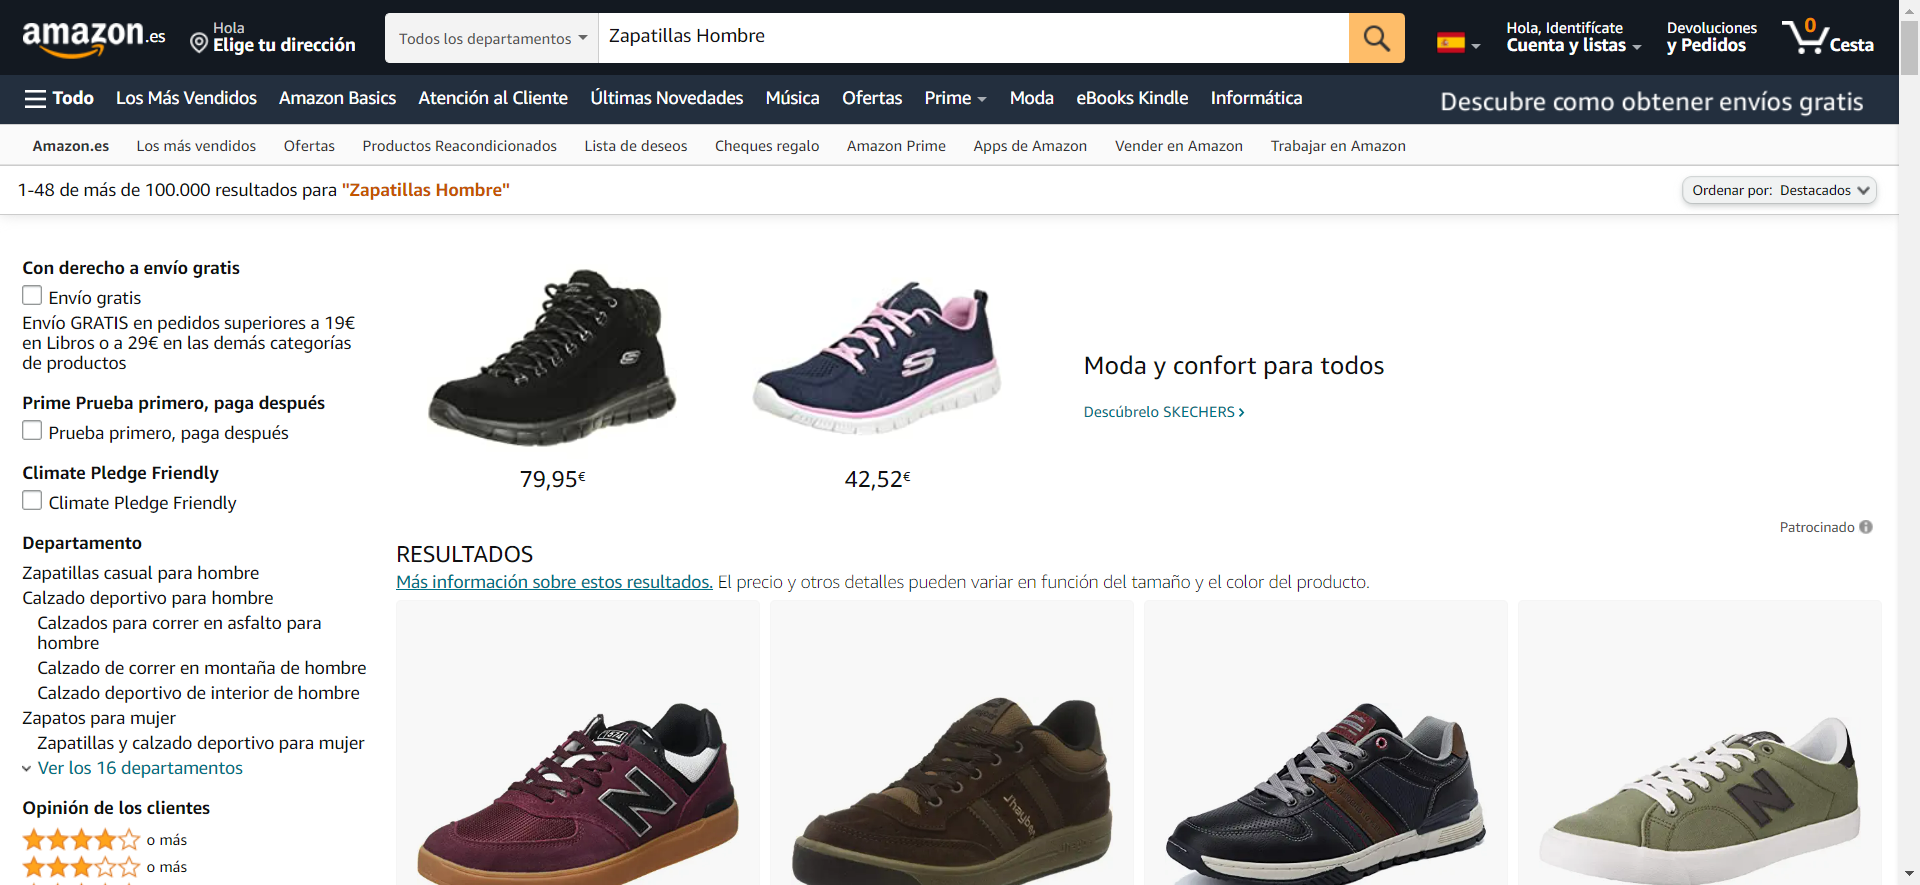 amazon.es
Hola
Elige tu dirección
Todos los departamentos
Zapatillas Hombre
Hola, Identifícate
Cuenta y listas
Devoluciones
y Pedidos
0
Cesta
Todo
Los Más Vendidos
Amazon Basics
Atención al Cliente
Últimas Novedades
Música
Ofertas
Prime
Moda
eBooks Kindle
Informática
Descubre como obtener envíos gratis
Amazon.es
Los más vendidos
Ofertas
Productos Reacondicionados
Lista de deseos
Cheques regalo
Amazon Prime
Apps de Amazon
Vender en Amazon
Trabajar en Amazon
1-48 de más de 100.000 resultados para "Zapatillas Hombre"
Ordenar por: Destacados
Con derecho a envío gratis
Envío gratis
Envío GRATIS en pedidos superiores a 19€
en Libros o a 29€ en las demás categorías
de productos
Prime Prueba primero, paga después
Prueba primero, paga después
Climate Pledge Friendly
Climate Pledge Friendly
Departamento
Zapatillas casual para hombre
Calzado deportivo para hombre
Calzados para correr en asfalto para
hombre
Calzado de correr en montaña de hombre
Calzado deportivo de interior de hombre
Zapatos para mujer
Zapatillas y calzado deportivo para mujer
Ver los 16 departamentos
Opinión de los clientes
o más
o más
79,95€
42,52€
Moda y confort para todos
Descúbrelo SKECHERS
Patrocinado
RESULTADOS
Más información sobre estos resultados. El precio y otros detalles pueden variar en función del tamaño y el color del producto.
574
N
J'hayber
N